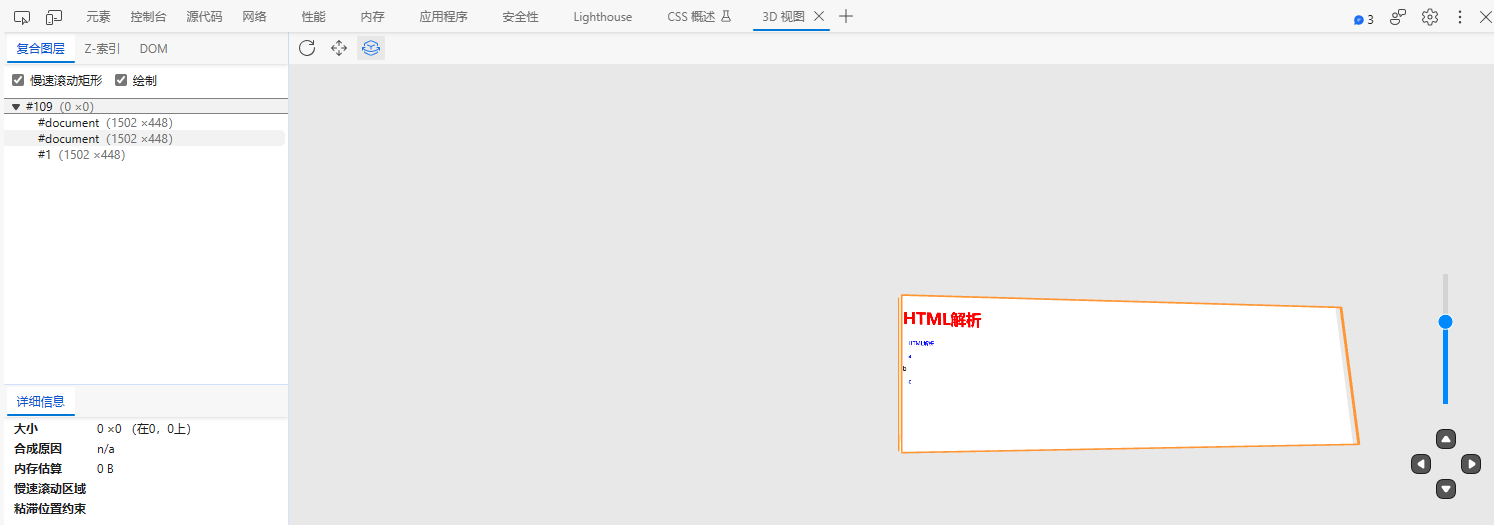 元素 控制台 源代码 网络 性能 内存 应用程序 安全性 Lighthouse CSS 概述 3D 视图 3
复合图层 Z-索引 DOM
慢速滚动矩形 绘制
#109 (0 ×0)
#document (1502 ×448)
#document (1502 ×448)
#1 (1502 ×448)
HTML解析
HTML解析
a
b
c
详细信息
大小 0 ×0 (在0，0上)
合成原因 n/a
内存估算 0 B
慢速滚动区域
粘滞位置约束